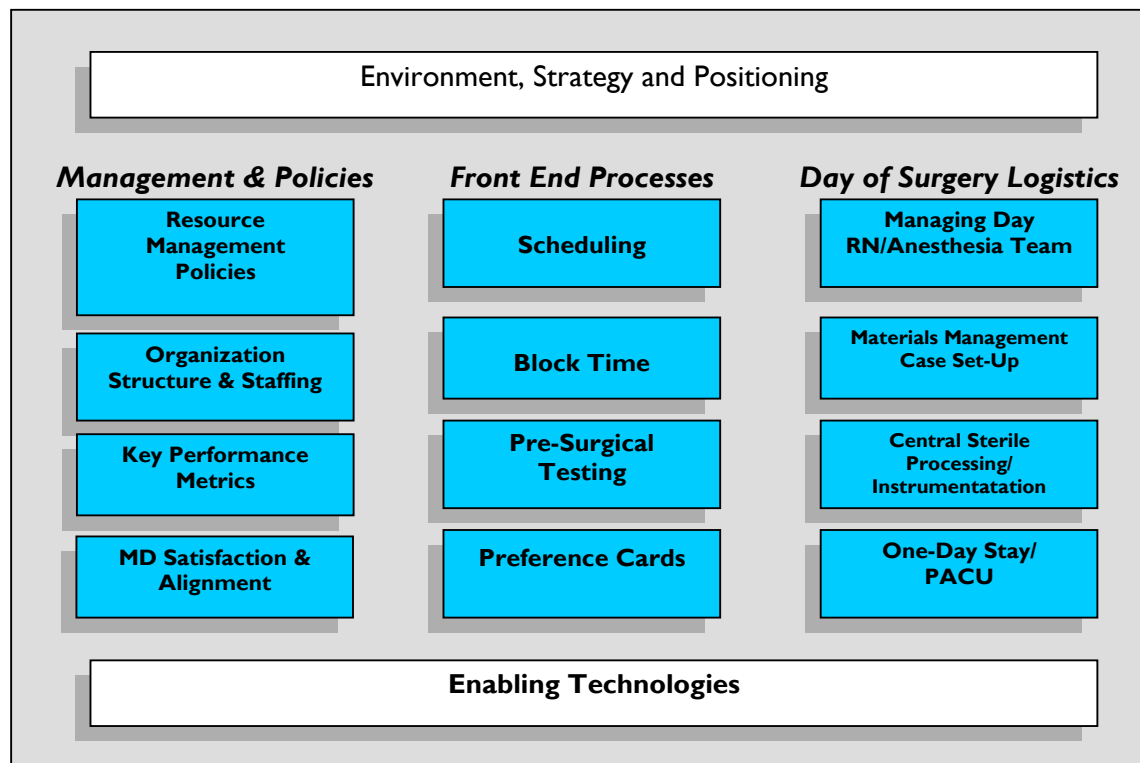 Environment, Strategy and Positioning
Management & Policies
Resource
Management
Policies
Organization
Structure & Staffing
Key Performance
Metrics
MD Satisfaction &
Alignment
Front End Processes
Scheduling
Block Time
Pre-Surgical
Testing
Preference Cards
Day of Surgery Logistics
Managing Day
RN/Anesthesia Team
Materials Management
Case Set-Up
Central Sterile
Processing/
Instrumentatation
One-Day Stay/
PACU
Enabling Technologies